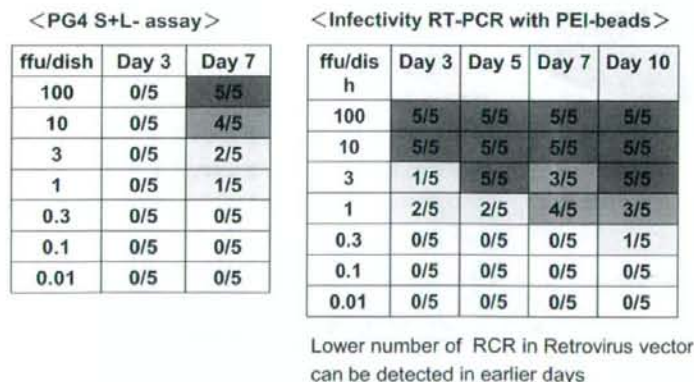 <PG4 S+L- assay>
ffu/dish Day 3 Day 7
100 0/5 5/5
10 0/5 4/5
3 0/5 2/5
1 0/5 1/5
0.3 0/5 0/5
0.1 0/5 0/5
0.01 0/5 0/5
<Infectivity RT-PCR with PEI-beads>
ffu/dis
h Day 3 Day 5 Day 7 Day 10
100 5/5 5/5 5/5 5/5
10 5/5 5/5 5/5 5/5
3 1/5 5/5 3/5 5/5
1 2/5 2/5 4/5 3/5
0.3 0/5 0/5 0/5 1/5
0.1 0/5 0/5 0/5 0/5
0.01 0/5 0/5 0/5 0/5
Lower number of RCR in Retrovirus vector
can be detected in earlier days